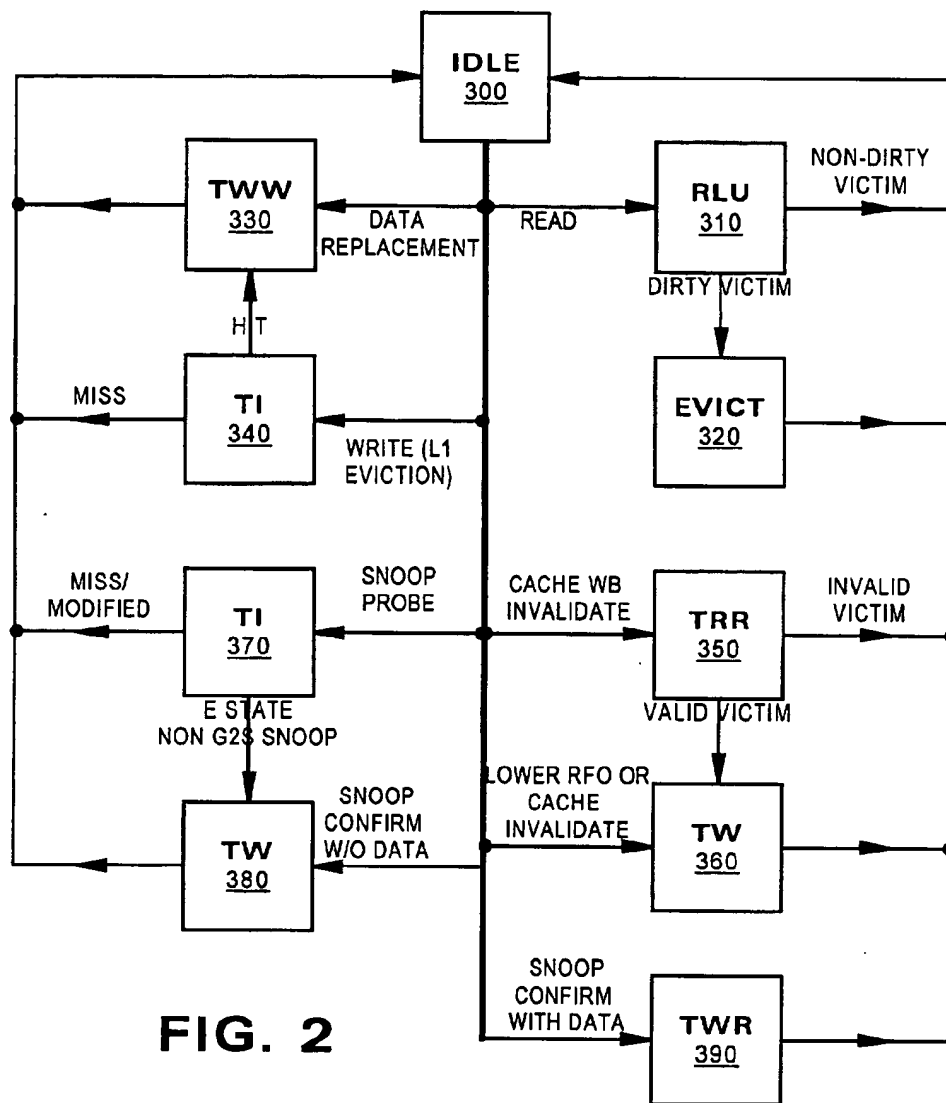 IDLE
300
TWW
330
DATA
REPLACEMENT
READ
RLU
310
NON-DIRTY
VICTIM
DIRTY VICTIM
HIT
MISS
TI
340
WRITE (L1
EVICTION)
EVICT
320
MISS/
MODIFIED
TI
370
SNOOP
PROBE
CACHE WB
INVALIDATE
TRR
350
INVALID
VICTIM
E STATE
NON G2S SNOOP
VALID VICTIM
TW
380
SNOOP
CONFIRM
W/O DATA
LOWER RFO OR
CACHE
INVALIDATE
TW
360
SNOOP
CONFIRM
WITH DATA
TWR
390
FIG. 2